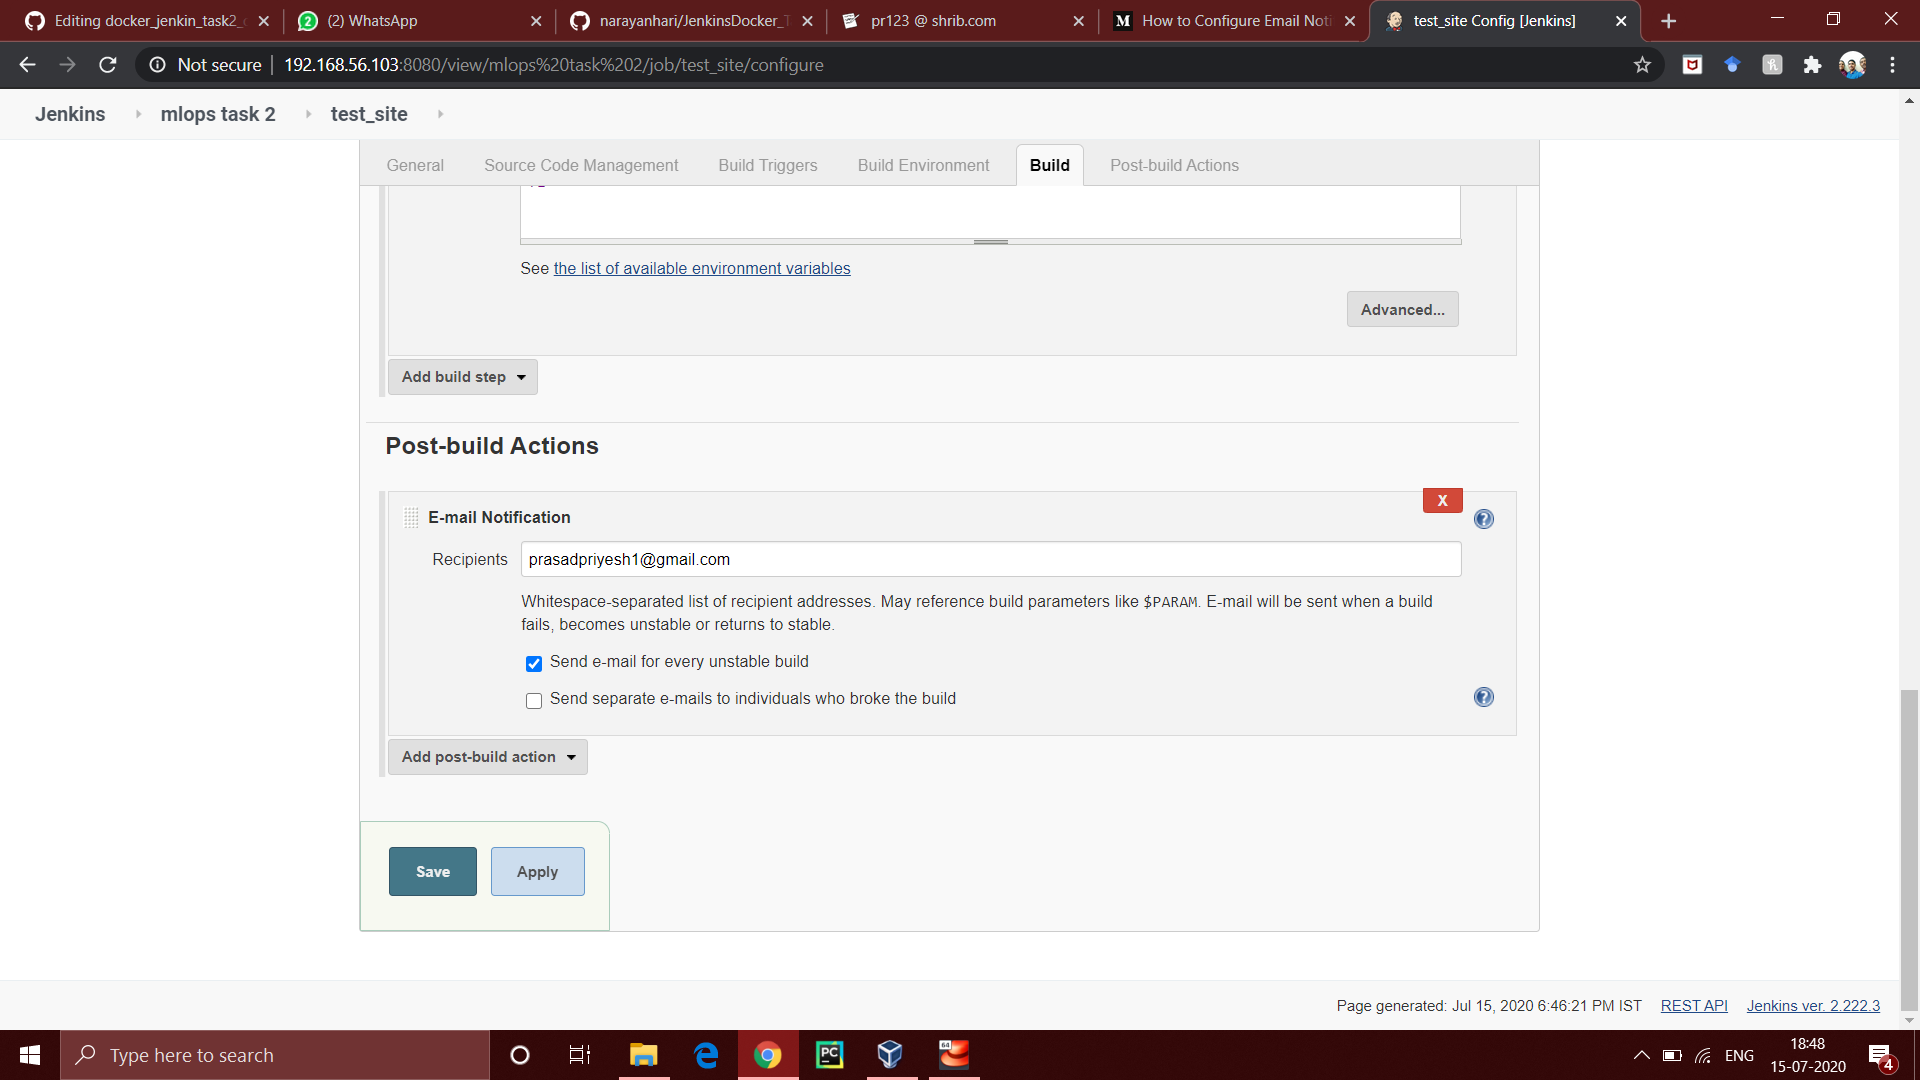 Editing docker_jenkin_task2_
(2) WhatsApp
narayanhari/JenkinsDocker_T
pr123 @ shrib.com
How to Configure Email Noti
test_site Config [Jenkins]
Not secure
192.168.56.103:8080/view/mlops%20task%202/job/test_site/configure
Jenkins
mlops task 2
test_site
General
Source Code Management
Build Triggers
Build Environment
Build
Post-build Actions
See the list of available environment variables
Advanced...
Add build step
Post-build Actions
X
E-mail Notification
Recipients
prasadpriyesh1@gmail.com
Whitespace-separated list of recipient addresses. May reference build parameters like $PARAM. E-mail will be sent when a build
fails, becomes unstable or returns to stable.
Send e-mail for every unstable build
Send separate e-mails to individuals who broke the build
Add post-build action
Save
Apply
Page generated: Jul 15, 2020 6:46:21 PM IST
REST API
Jenkins ver. 2.222.3
Type here to search
PC
64
ENG
18:48
15-07-2020
4